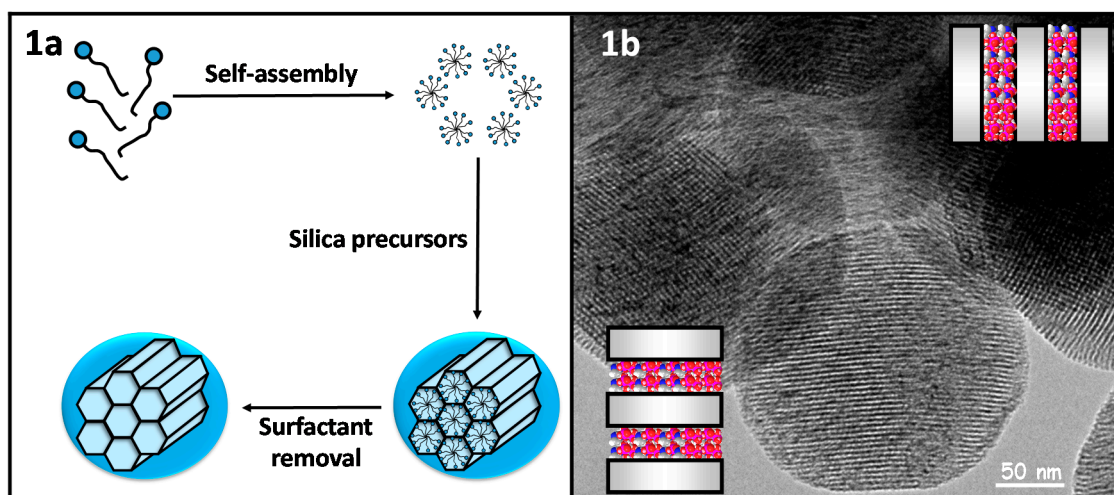 1a
Self-assembly
Silica precursors
Surfactant
removal
1b
50 nm